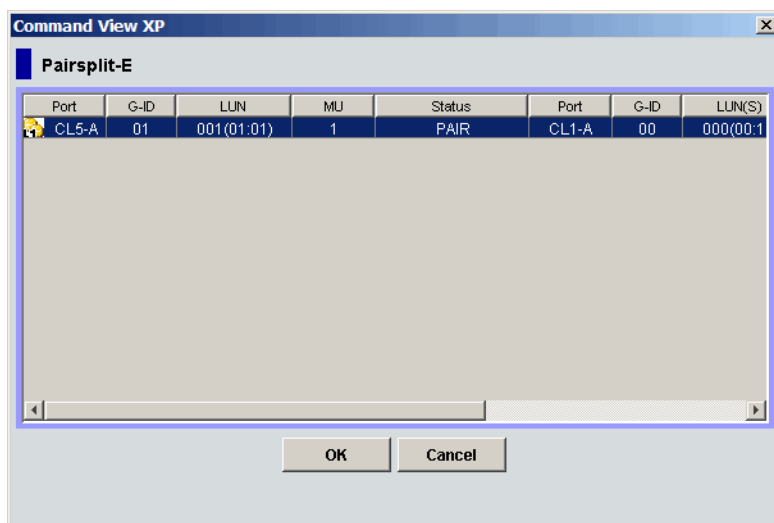 Command View XP
Pairsplit-E
Port G-ID LUN MU Status Port G-ID LUN(S)
CL5-A 01 001(01:01) 1 PAIR CL1-A 00 000(00:1
OK Cancel